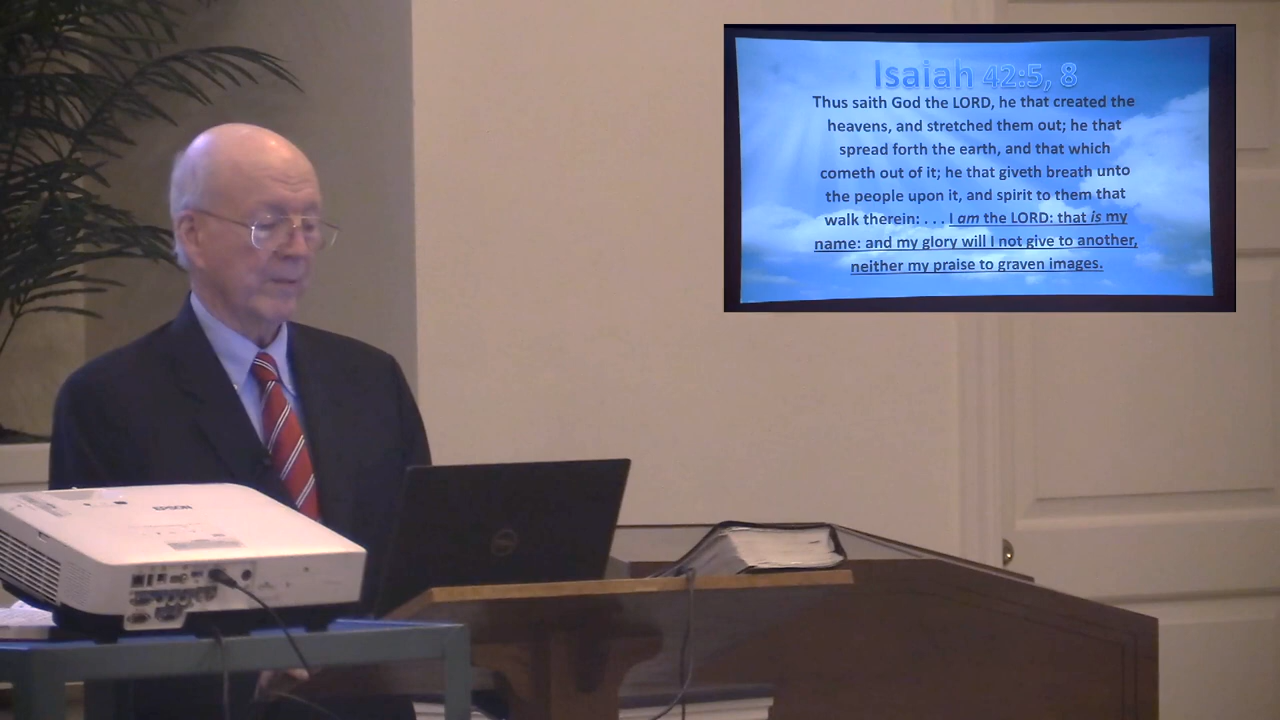 Isaiah 42:5, 8
Thus saith God the LORD, he that created the
heavens, and stretched them out; he that
spread forth the earth, and that which
cometh out of it; he that giveth breath unto
the people upon it, and spirit to them that
walk therein: . . . I am the LORD: that is my
name: and my glory will I not give to another,
neither my praise to graven images.
EPSON
DELL